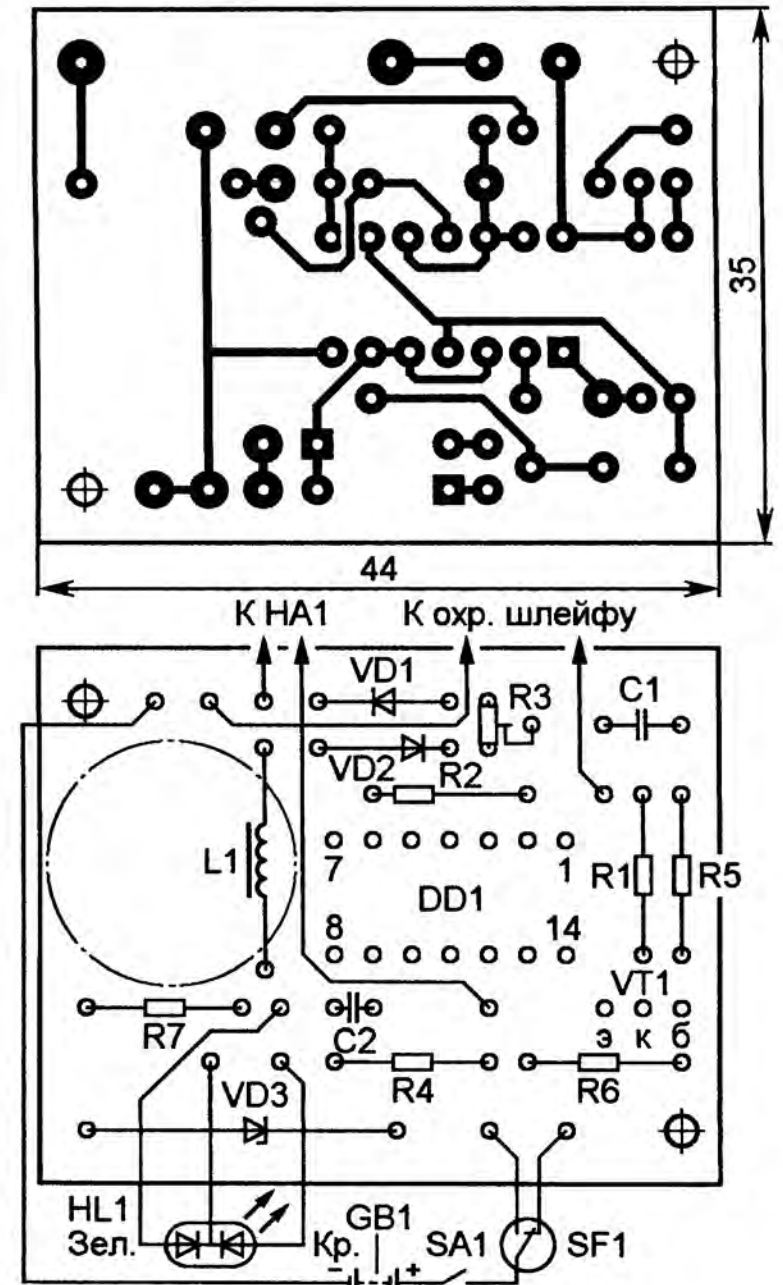 35
44
К НА1 К охр. шлейфу
VD1
R3
C1
VD2
R2
L1
7
1
R1
R5
DD1
8
14
VT1
R7
C2
э к б
R4
R6
VD3
HL1
Зел.
Кр.
GB1
− +
SA1
SF1